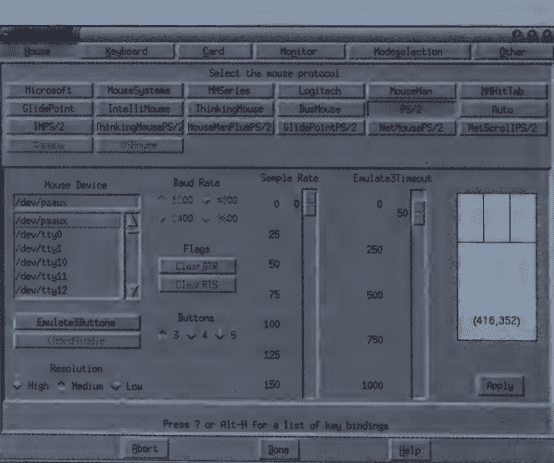 Mouse Keyboard Card Monitor Modeselection Other
Select the mouse protocol
Microsoft MouseSystems MMSeries Logitech MouseMan MMHitTab
GlidePoint IntelliMouse ThinkingMouse BusMouse PS/2 Auto
IMPS/2 ThinkingMousePS/2 MouseManPlusPS/2 GlidePointPS/2 NetMousePS/2 NetScrollPS/2
OSMouse
Mouse Device Baud Rate Sample Rate Emulate3Timeout
/dev/psaux 1200 4800 0 0 0 50
/dev/psaux 2400 9600
/dev/tty0 25
/dev/tty1 Flags 250
/dev/tty10 Clear DTR 50
/dev/tty11 Clear RTS
/dev/tty12 75 500
Emulate3Buttons Buttons 100 (416,352)
ChordMiddle 3 4 5 750
Resolution 125
High Medium Low 150 1000 Apply
Press ? or Alt-H for a list of key bindings
Abort Done Help